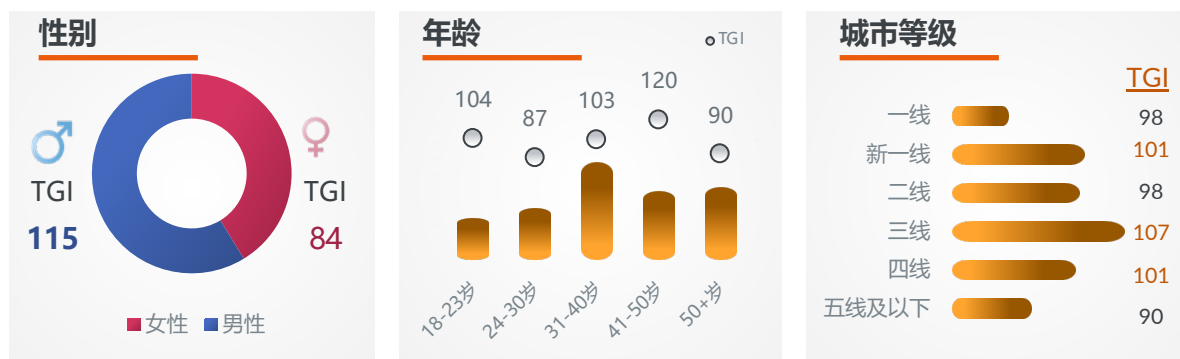 性别
TGI
115
TGI
84
女性
男性
年龄
TGI
104
87
103
120
90
18-23岁
24-30岁
31-40岁
41-50岁
50+岁
城市等级
TGI
一线 98
新一线 101
二线 98
三线 107
四线 101
五线及以下 90